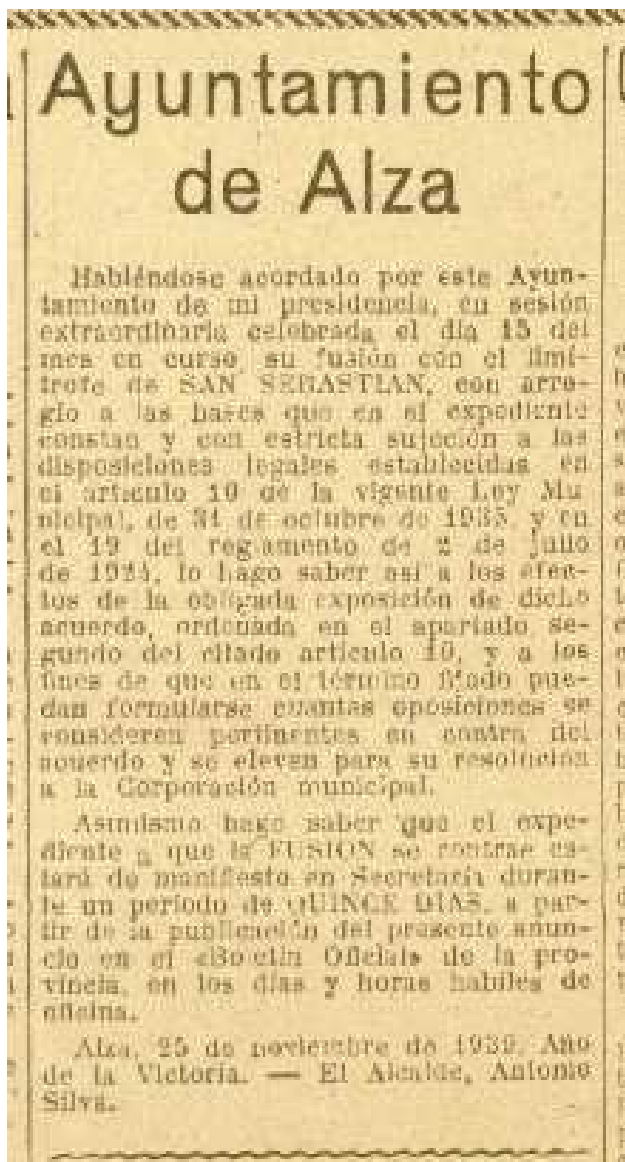 Ayuntamiento
de Alza
Habiéndose acordado por este Ayun-
tamiento de mi presidencia, en sesión
extraordinaria celebrada el día 15 del
mes en curso, su fusión con el limí-
trofe de SAN SEBASTIAN, con arre-
glo a las bases que en el expediente
constan y con estricta sujeción a las
disposiciones legales establecidas en
el artículo 10 de la vigente Ley Mu
nicipal, de 31 de octubre de 1935, y en
el 19 del reglamento de 2 de julio
de 1924, lo hago saber así a los efec-
tos de la obligada exposición de dicho
acuerdo, ordenada en el apartado se-
gundo del citado artículo 10, y a los
fines de que en el término fijado pue-
dan formularse cuantas oposiciones se
consideren pertinentes en contra del
acuerdo y se eleven para su resolución
a la Corporación municipal.
Asimismo hago saber que el expe-
diente a que la FUSION se contrae es-
tará de manifiesto en Secretaría duran-
te un período de QUINCE DIAS, a par-
tir de la publicación del presente anun-
cio en el «Boletín Oficial» de la pro-
vincia, en los días y horas hábiles de
oficina.
Alza, 25 de noviembre de 1939. Año
de la Victoria. — El Alcalde, Antonio
Silva.